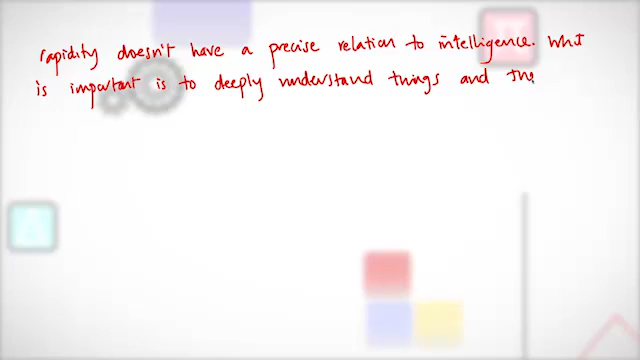 rapidity doesn't have a precise relation to intelligence. What
is important is to deeply understand things and the